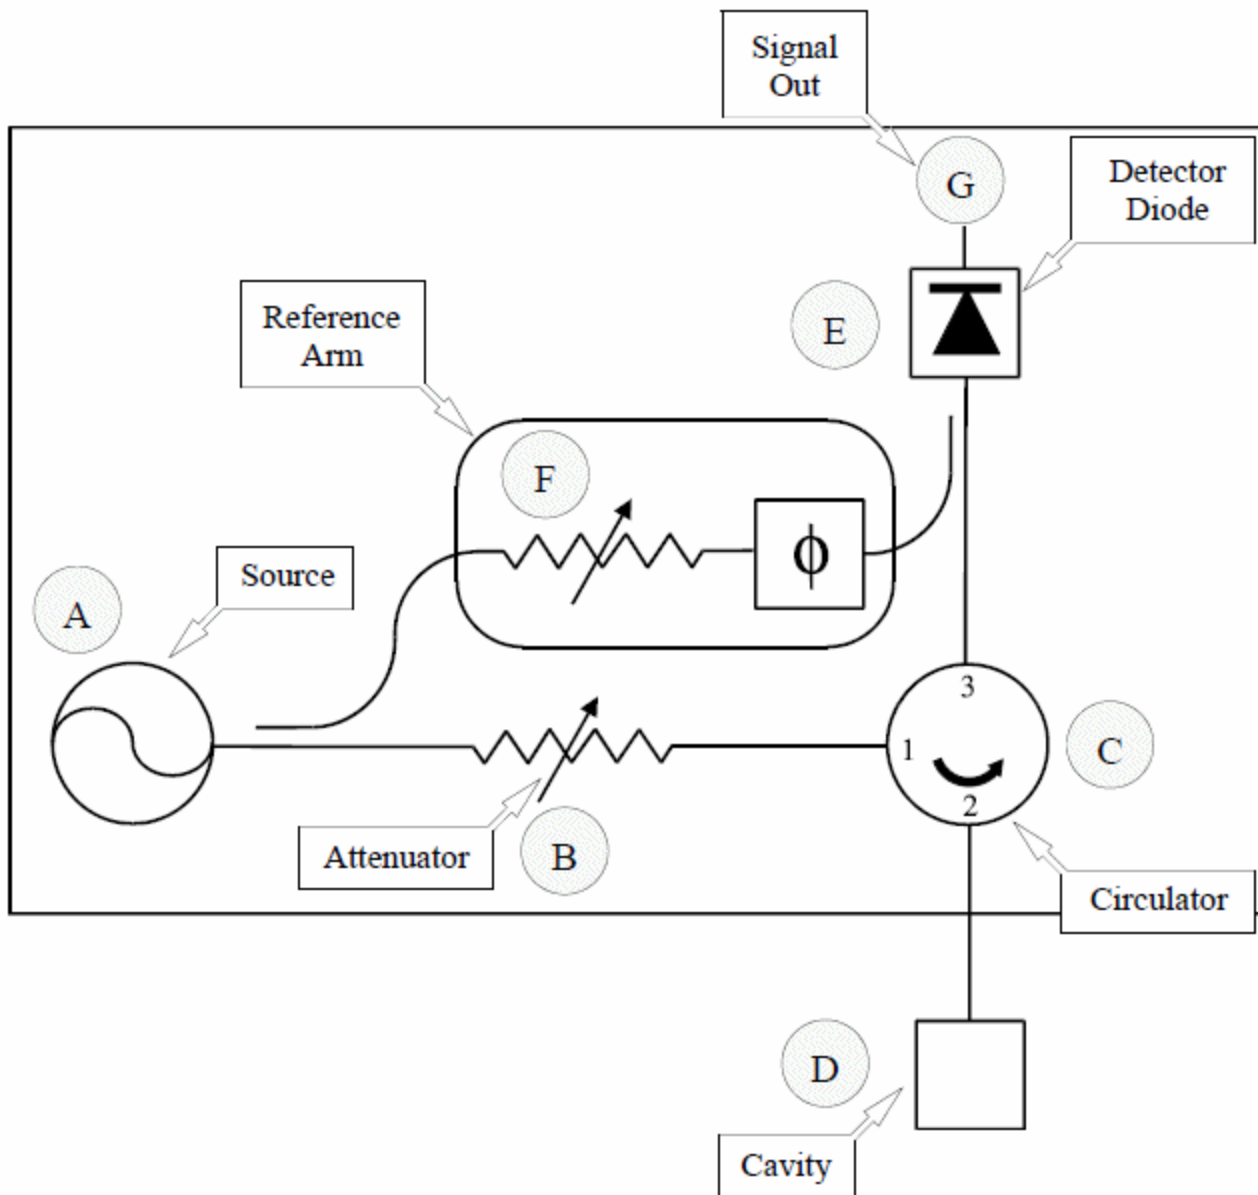 Signal
Out
G
Detector
Diode
E
Reference
Arm
F
ϕ
Source
A
3
1
2
C
Attenuator
B
Circulator
D
Cavity